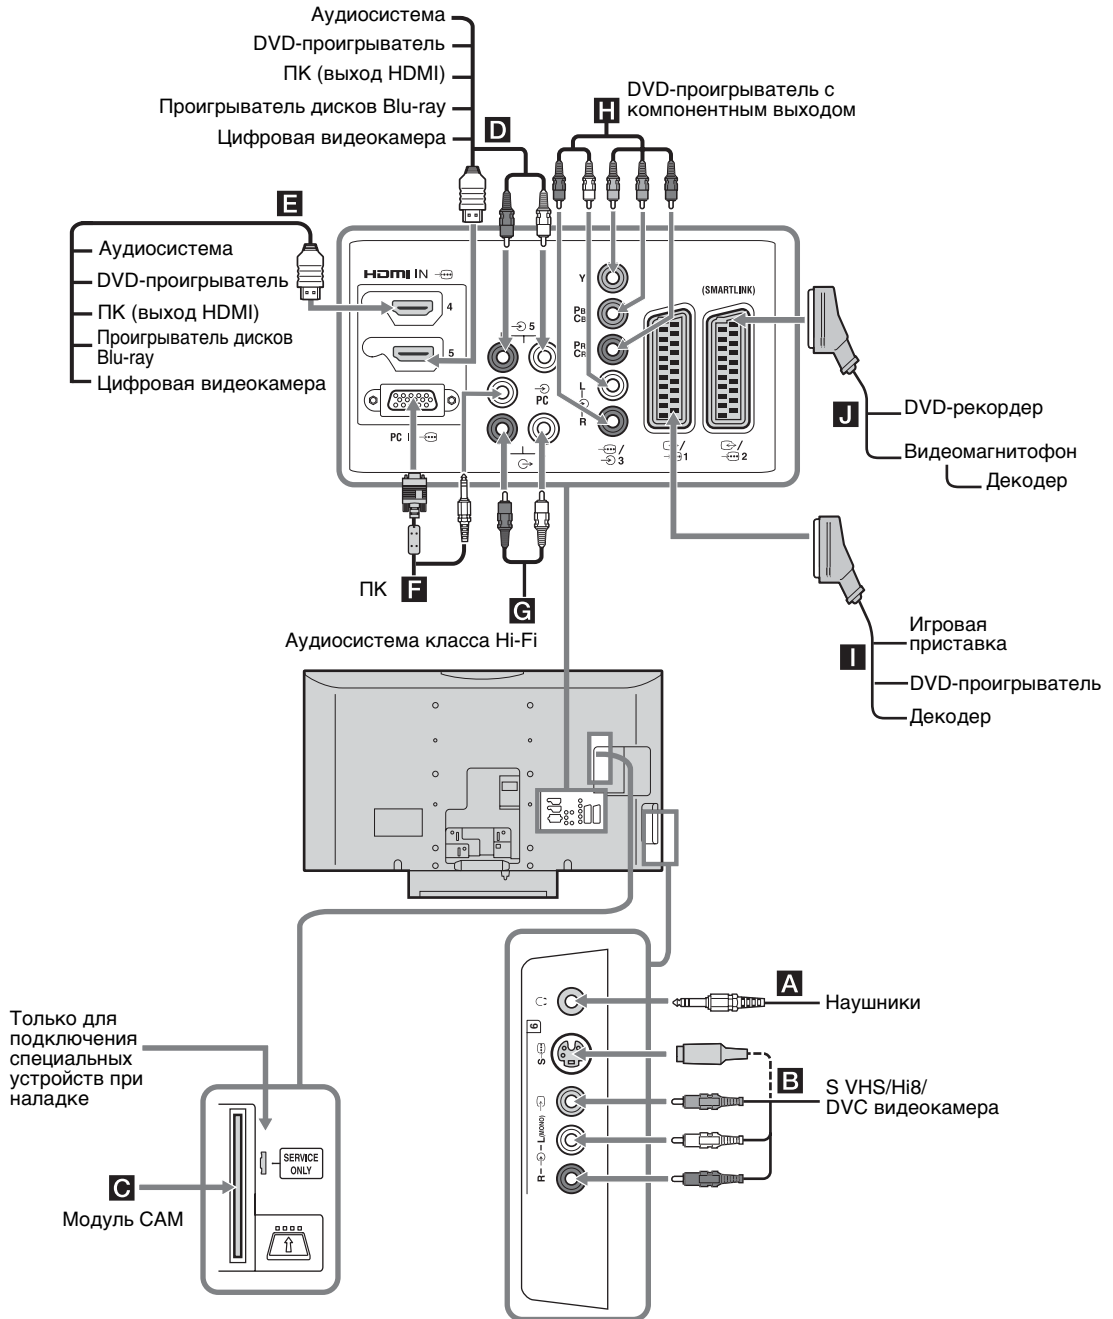 Аудиосистема
DVD-проигрыватель
ПК (выход HDMI)
Проигрыватель дисков Blu-ray
Цифровая видеокамера
D
H
DVD-проигрыватель с
компонентным выходом
E
Аудиосистема
DVD-проигрыватель
ПК (выход HDMI)
Проигрыватель дисков
Blu-ray
Цифровая видеокамера
HDMI IN
4
5
5
PC
PC I
Y
PB
CB
PR
CR
L
R
3
(SMARTLINK)
1
2
J
DVD-рекордер
Видеомагнитофон
Декодер
ПК
F
G
Аудиосистема класса Hi-Fi
I
Игровая
приставка
DVD-проигрыватель
Декодер
A
Наушники
6
S
B
S VHS/Hi8/
DVC видеокамера
R
L (MONO)
Только для
подключения
специальных
устройств при
наладке
SERVICE
ONLY
C
Модуль CAM